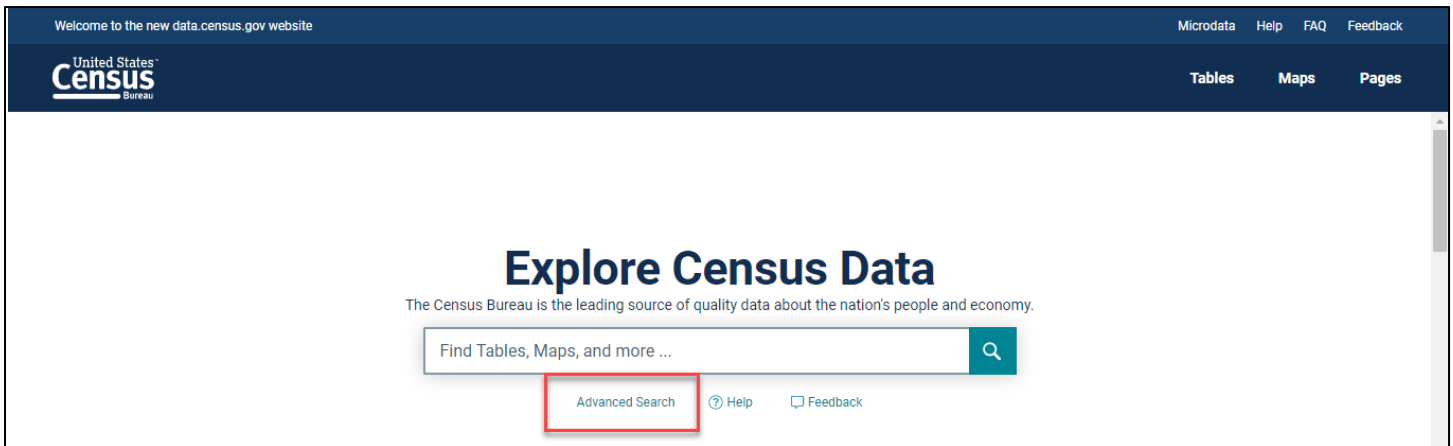 Welcome to the new data.census.gov website
Microdata Help FAQ Feedback
United States™
Census
Bureau
Tables Maps Pages
Explore Census Data
The Census Bureau is the leading source of quality data about the nation's people and economy.
Find Tables, Maps, and more ...
Advanced Search ? Help Feedback